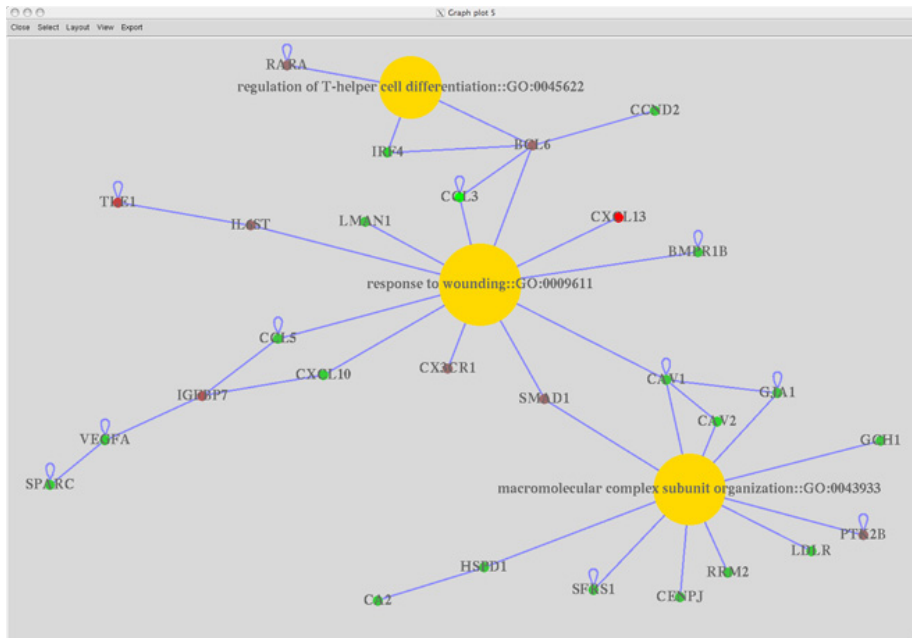 Graph plot 5
Close Select Layout View Export
RARA
regulation of T-helper cell differentiation::GO:0045622
CCND2
BCL6
IRF4
CCL3
TLE1
IL6ST
LMAN1
CXCL13
BMPR1B
response to wounding::GO:0009611
CCL5
CXCL10
CX3CR1
CAV1
GJA1
IGFBP7
SMAD1
CAV2
VEGFA
GCH1
SPARC
macromolecular complex subunit organization::GO:0043933
PTK2B
LDLR
HSPD1
RRM2
SFRS1
CENPJ
CA2